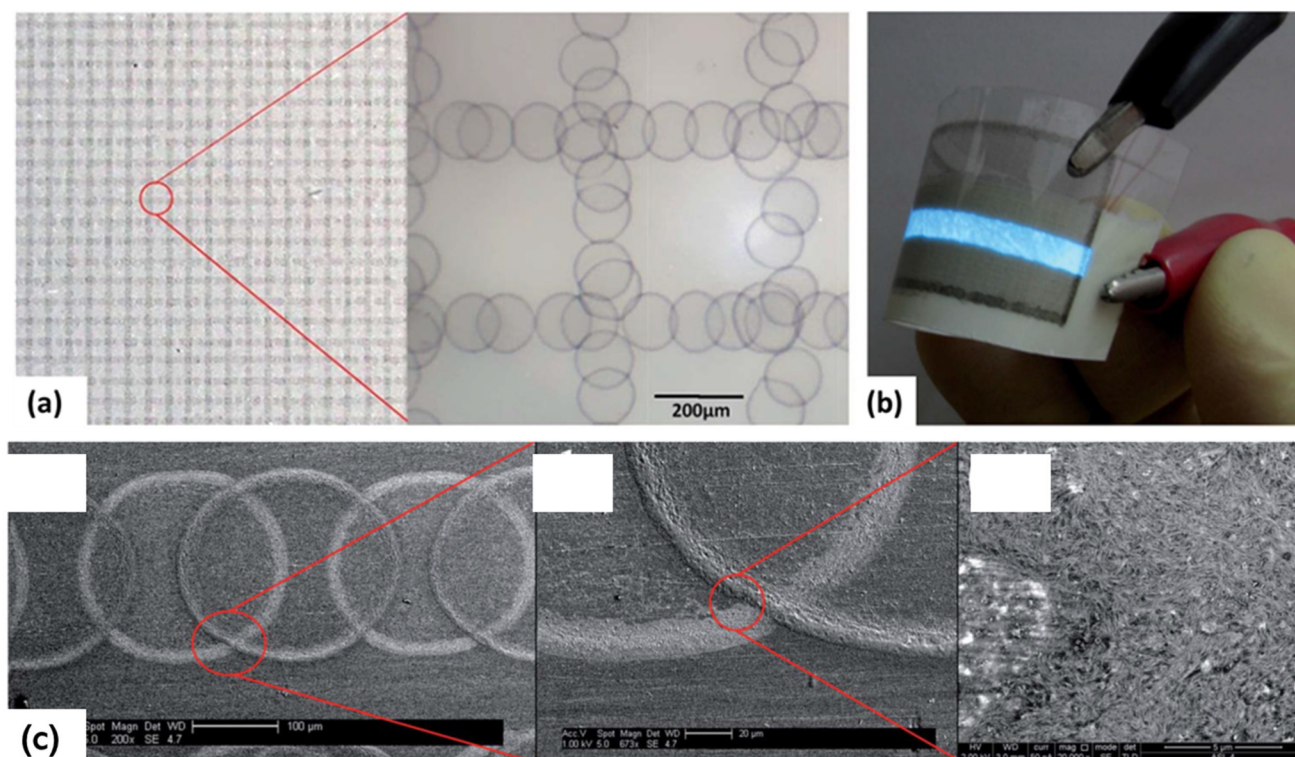 (a)
200µm
(b)
(c)
Spot Magn Det WD
5.0 200x SE 4.7
100 µm
Acc.V Spot Magn Det WD
1.00 kV 5.0 673x SE 4.7
20 µm
HV WD curr mag mode det
5 µm